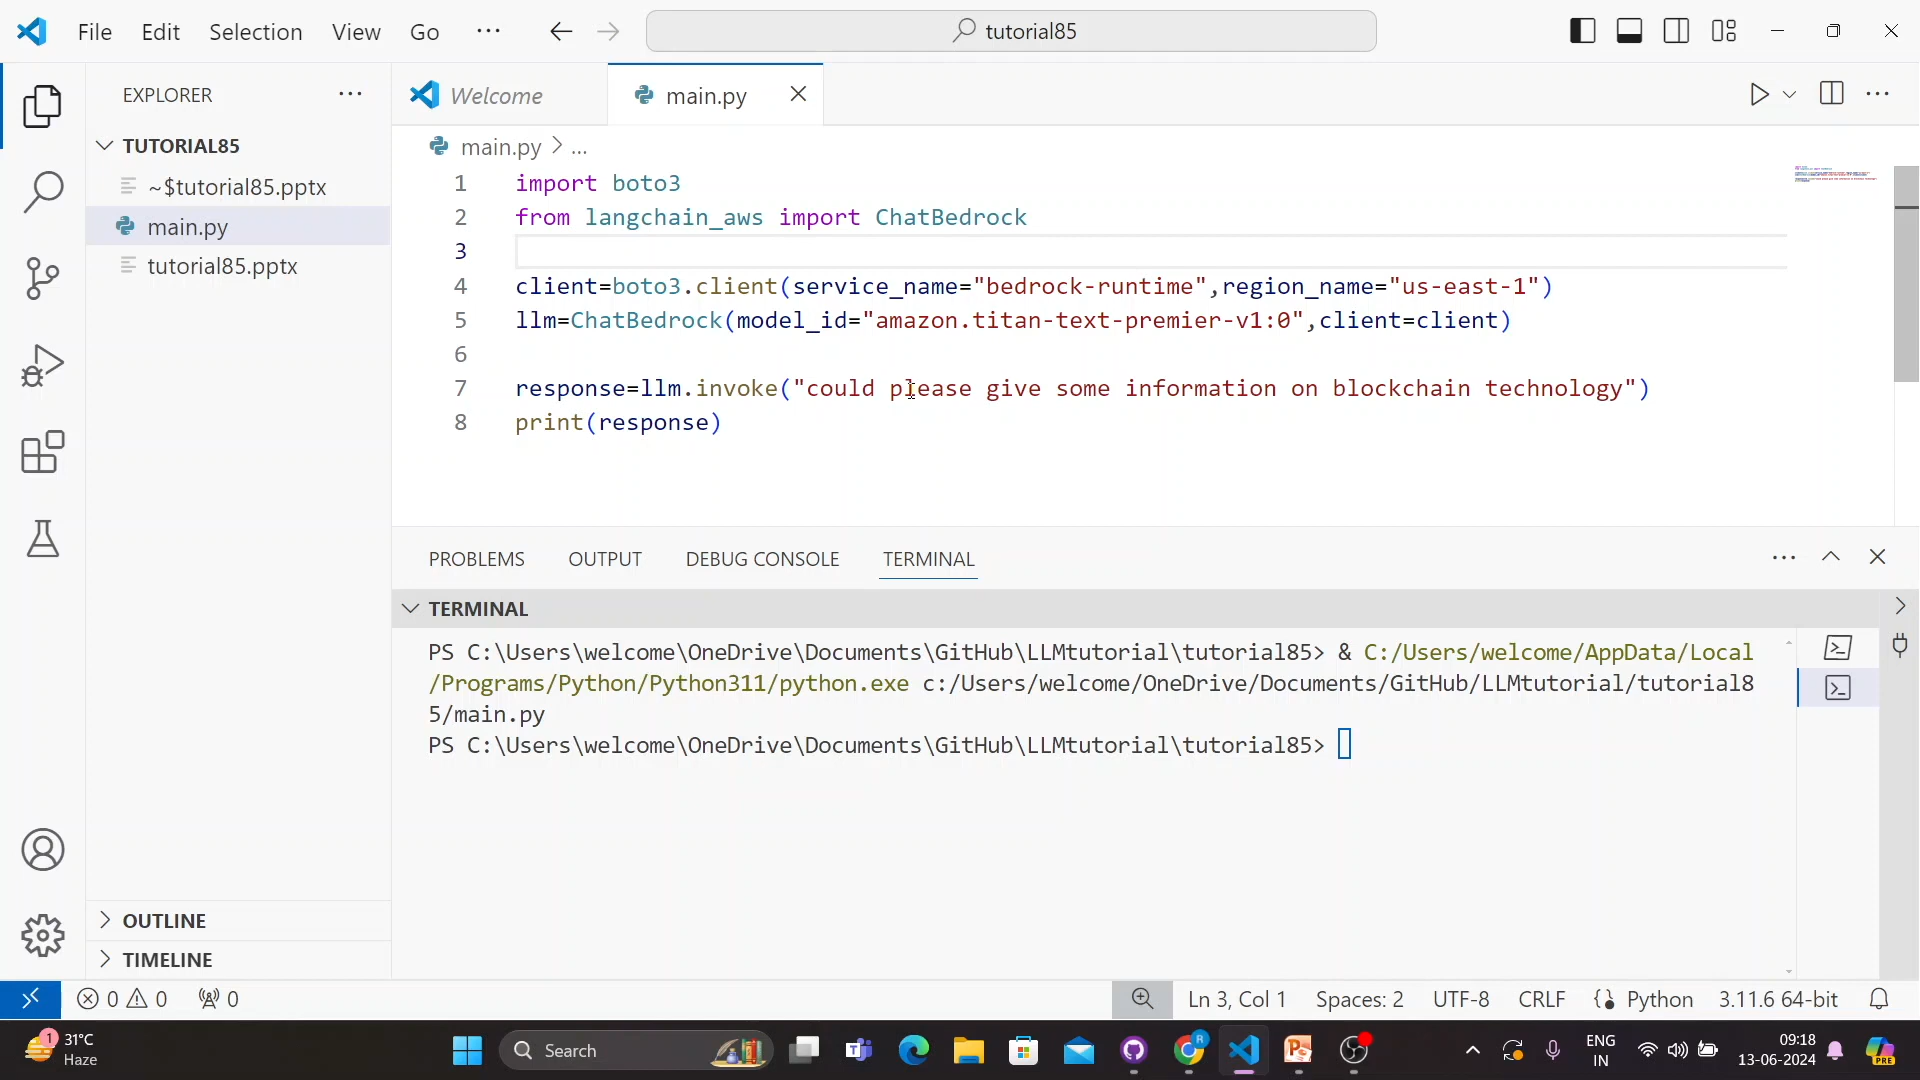 File Edit Selection View Go ··· tutorial85
EXPLORER ···
TUTORIAL85
~$tutorial85.pptx
main.py
tutorial85.pptx
OUTLINE
TIMELINE
Welcome main.py
main.py > ...
1 import boto3
2 from langchain_aws import ChatBedrock
3
4 client=boto3.client(service_name="bedrock-runtime",region_name="us-east-1")
5 llm=ChatBedrock(model_id="amazon.titan-text-premier-v1:0",client=client)
6
7 response=llm.invoke("could please give some information on blockchain technology")
8 print(response)
PROBLEMS OUTPUT DEBUG CONSOLE TERMINAL
TERMINAL
PS C:\Users\welcome\OneDrive\Documents\GitHub\LLMtutorial\tutorial85> & C:/Users/welcome/AppData/Local
/Programs/Python/Python311/python.exe c:/Users/welcome/OneDrive/Documents/GitHub/LLMtutorial/tutorial8
5/main.py
PS C:\Users\welcome\OneDrive\Documents\GitHub\LLMtutorial\tutorial85>
0 0 0 Ln 3, Col 1 Spaces: 2 UTF-8 CRLF Python 3.11.6 64-bit
1 31°C
Haze
Search
R
PRE
ENG
IN
09:18
13-06-2024